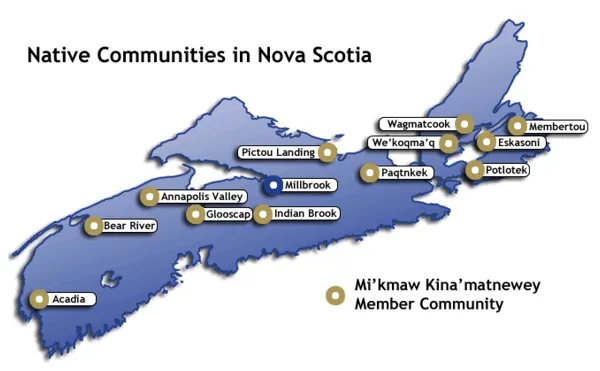 Native Communities in Nova Scotia
Wagmatcook
Membertou
We'koqma'q
Eskasoni
Pictou Landing
Paqtnkek
Potlotek
Millbrook
Annapolis Valley
Glooscap
Indian Brook
Bear River
Acadia
Mi'kmaw Kina'matnewey
Member Community